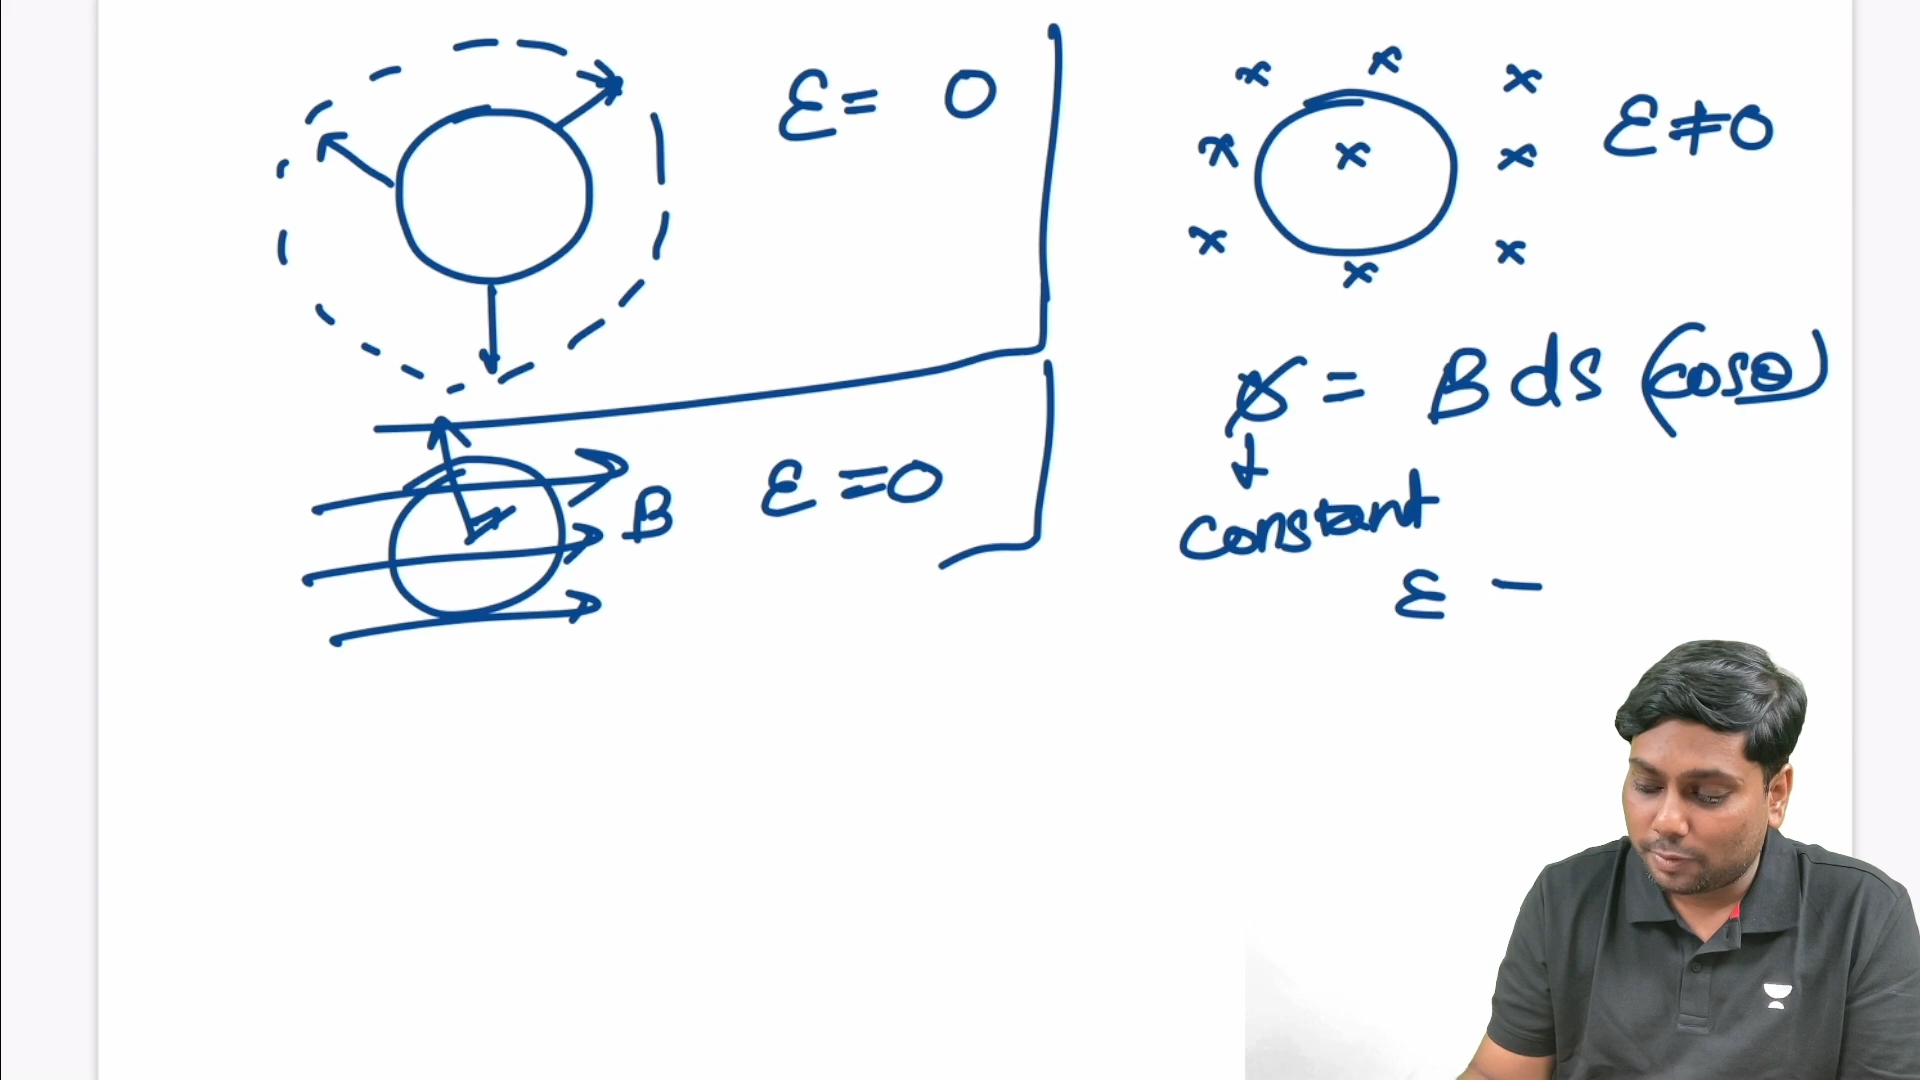 ε = 0
ε ≠ 0
x x x
x x x
x x x
ϕ = B ds (cosθ)
B
ε = 0
constant
ε –